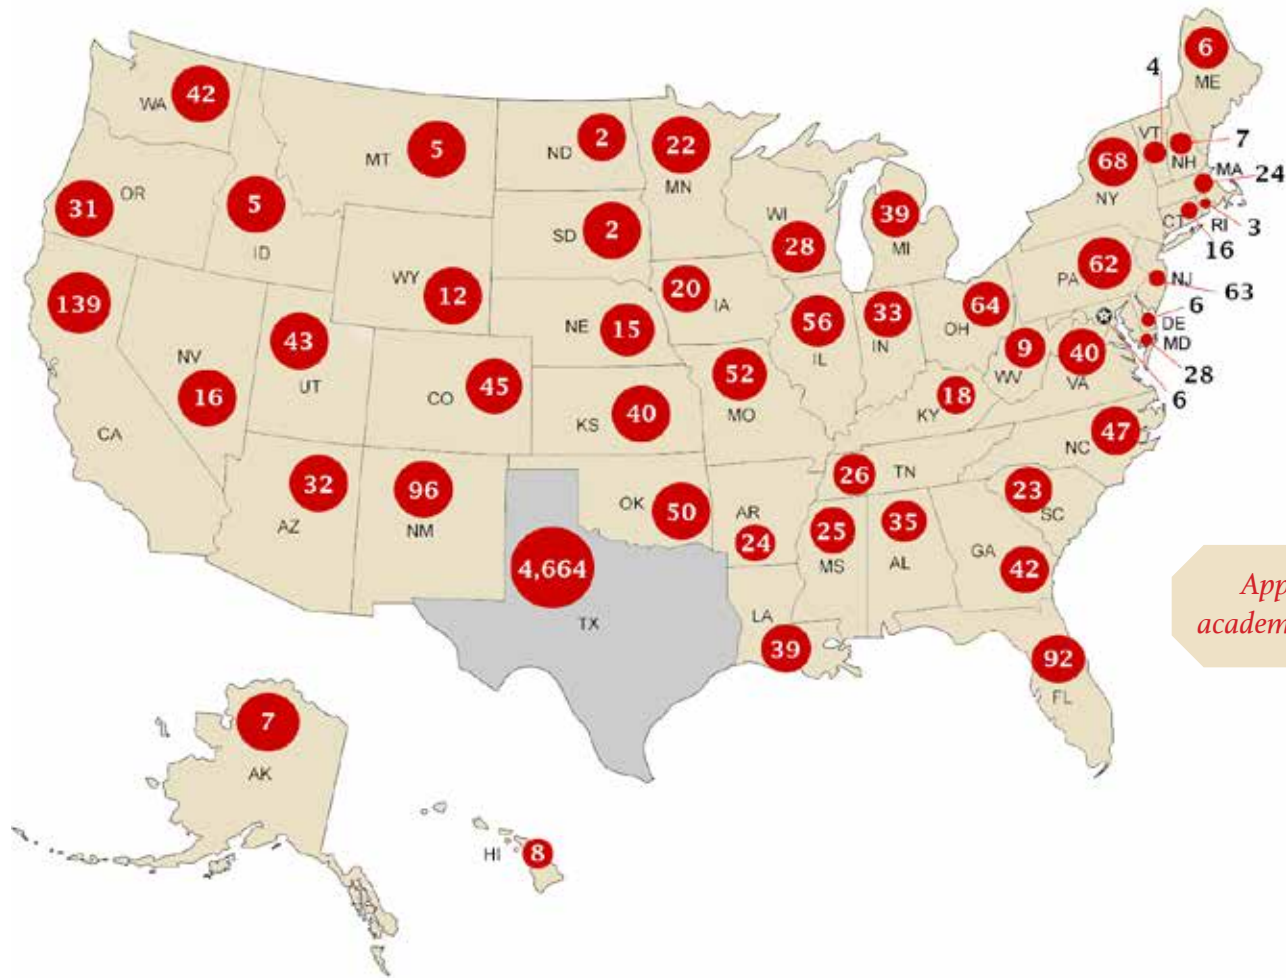 6
ME
4
42
WA
VT
7
5
MT
2
ND
22
MN
68
NY
NH
MA
24
OR
31
5
ID
2
SD
WI
28
39
MI
CT
RI
3
16
WY
12
20
IA
PA
62
NJ
63
139
NE
15
56
IL
33
IN
OH
64
6
DE
MD
28
6
NV
16
43
UT
CO
45
KS
40
52
MO
9
WV
40
VA
KY
18
CA
32
AZ
96
NM
OK
50
AR
24
26
TN
NC
47
23
SC
25
MS
35
AL
GA
42
4,664
TX
LA
39
92
FL
App
academ
7
AK
HI
8